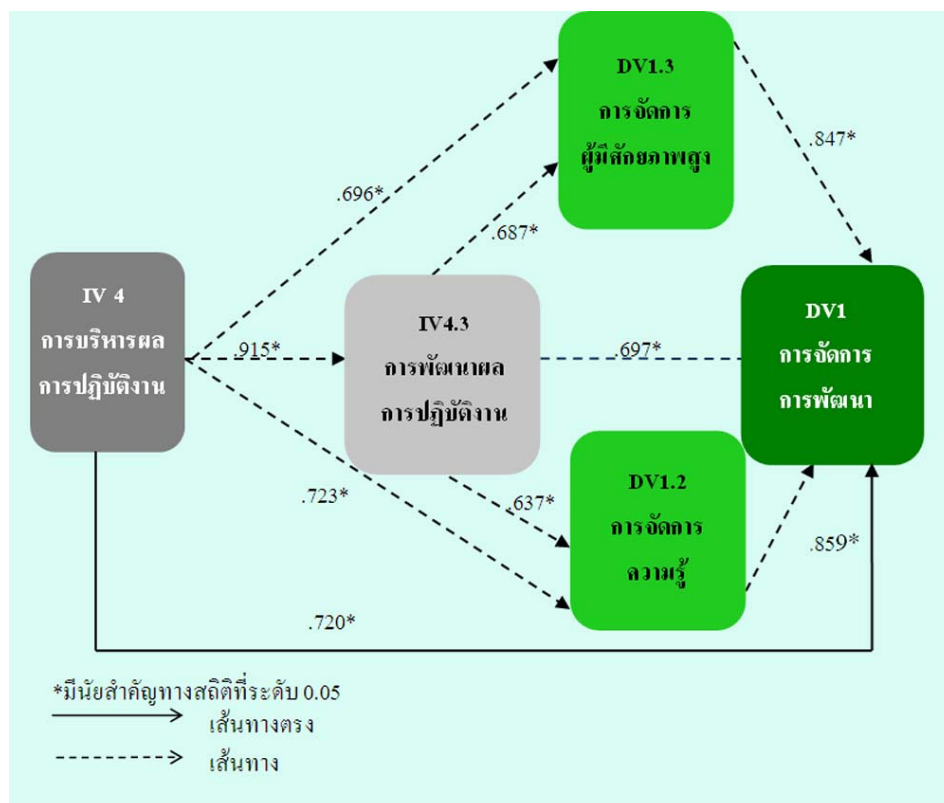 DV1.3
การจัดการ
ผู้มีศักยภาพสูง
.847*
.696*
.687*
IV 4
การบริหารผล
การปฏิบัติงาน
.915*
IV4.3
การพัฒนาผล
การปฏิบัติงาน
.697*
DV1
การจัดการ
การพัฒนา
.723*
.637*
DV1.2
การจัดการ
ความรู้
.859*
.720*
*มีนัยสำคัญทางสถิติที่ระดับ 0.05
เส้นทางตรง
เส้นทาง